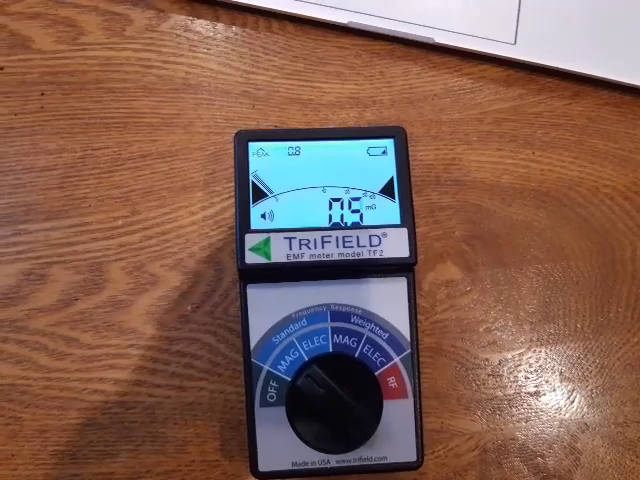 PEAK 0.8
0.5 mG
TRIFIELD®
EMF meter model TF2
Frequency Response
Standard Weighted
OFF MAG ELEC MAG ELEC RF
Made in USA www.trifield.com